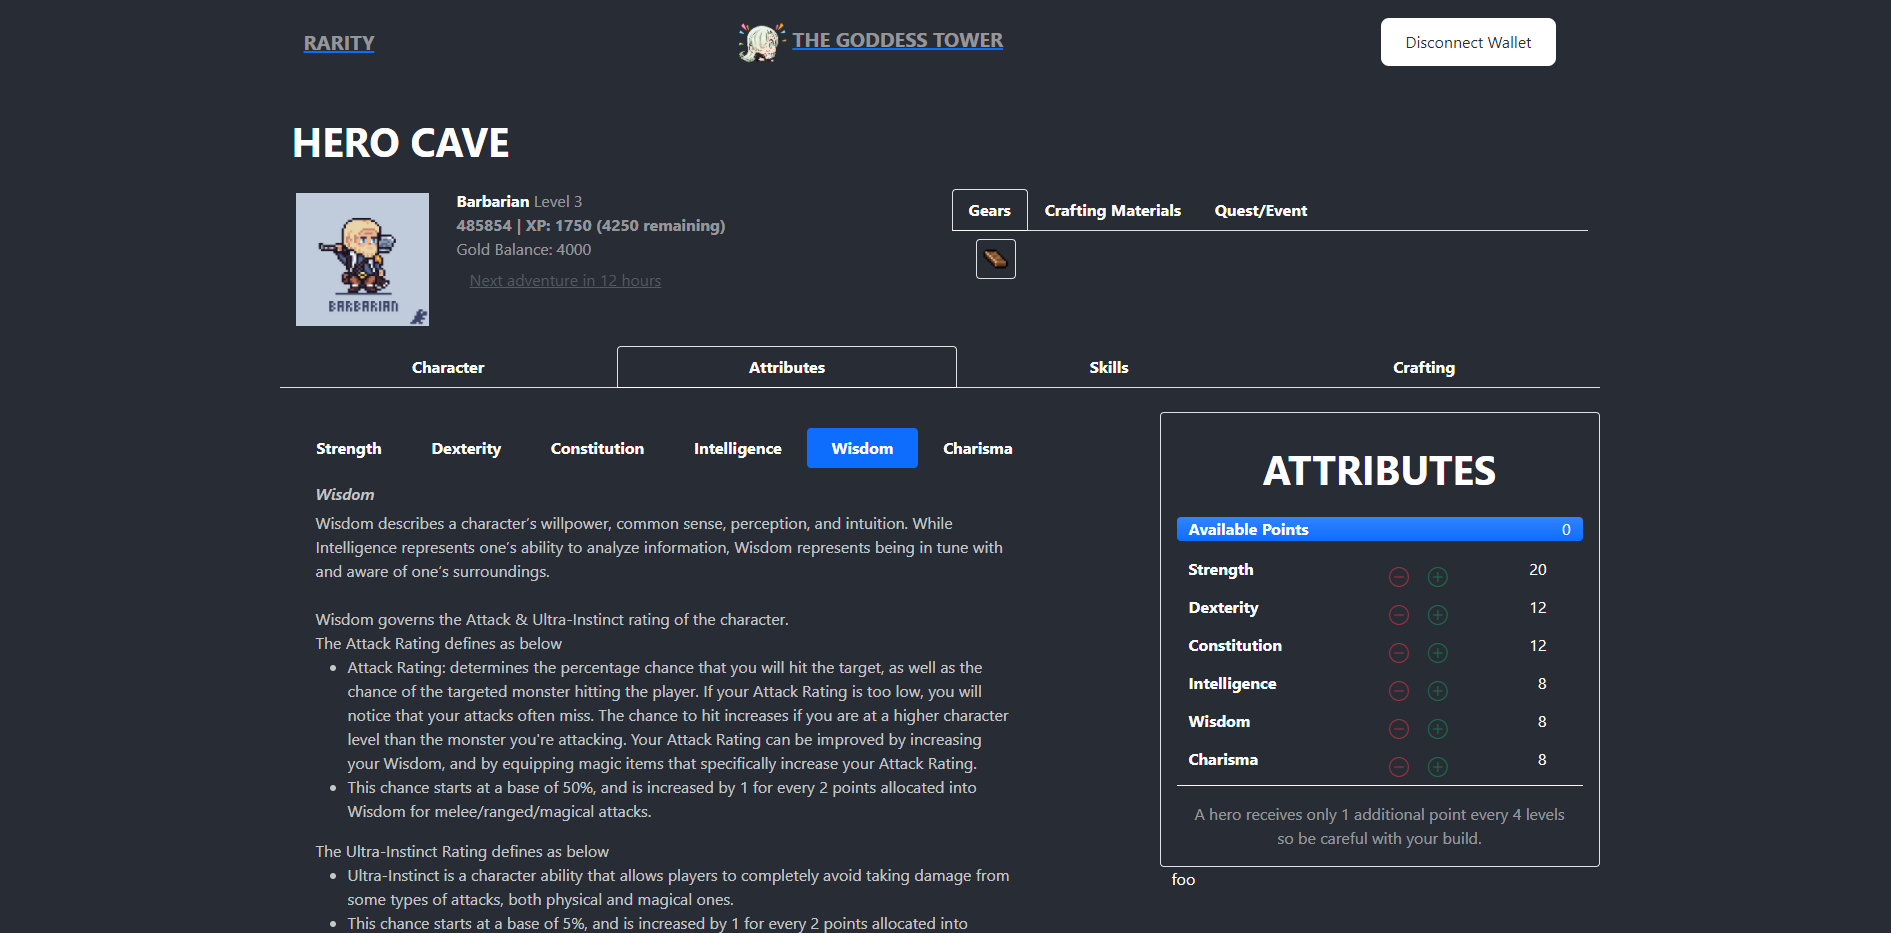 RARITY
THE GODDESS TOWER
Disconnect Wallet
HERO CAVE
BARBARIAN
Barbarian Level 3
485854 | XP: 1750 (4250 remaining)
Gold Balance: 4000
Next adventure in 12 hours
Gears
Crafting Materials
Quest/Event
Character
Attributes
Skills
Crafting
Strength
Dexterity
Constitution
Intelligence
Wisdom
Charisma
Wisdom
Wisdom describes a character’s willpower, common sense, perception, and intuition. While
Intelligence represents one’s ability to analyze information, Wisdom represents being in tune with
and aware of one’s surroundings.
Wisdom governs the Attack & Ultra-Instinct rating of the character.
The Attack Rating defines as below
• Attack Rating: determines the percentage chance that you will hit the target, as well as the
chance of the targeted monster hitting the player. If your Attack Rating is too low, you will
notice that your attacks often miss. The chance to hit increases if you are at a higher character
level than the monster you're attacking. Your Attack Rating can be improved by increasing
your Wisdom, and by equipping magic items that specifically increase your Attack Rating.
• This chance starts at a base of 50%, and is increased by 1 for every 2 points allocated into
Wisdom for melee/ranged/magical attacks.
The Ultra-Instinct Rating defines as below
• Ultra-Instinct is a character ability that allows players to completely avoid taking damage from
some types of attacks, both physical and magical ones.
• This chance starts at a base of 5%, and is increased by 1 for every 2 points allocated into
ATTRIBUTES
Available Points 0
Strength 20
Dexterity 12
Constitution 12
Intelligence 8
Wisdom 8
Charisma 8
A hero receives only 1 additional point every 4 levels
so be careful with your build.
foo